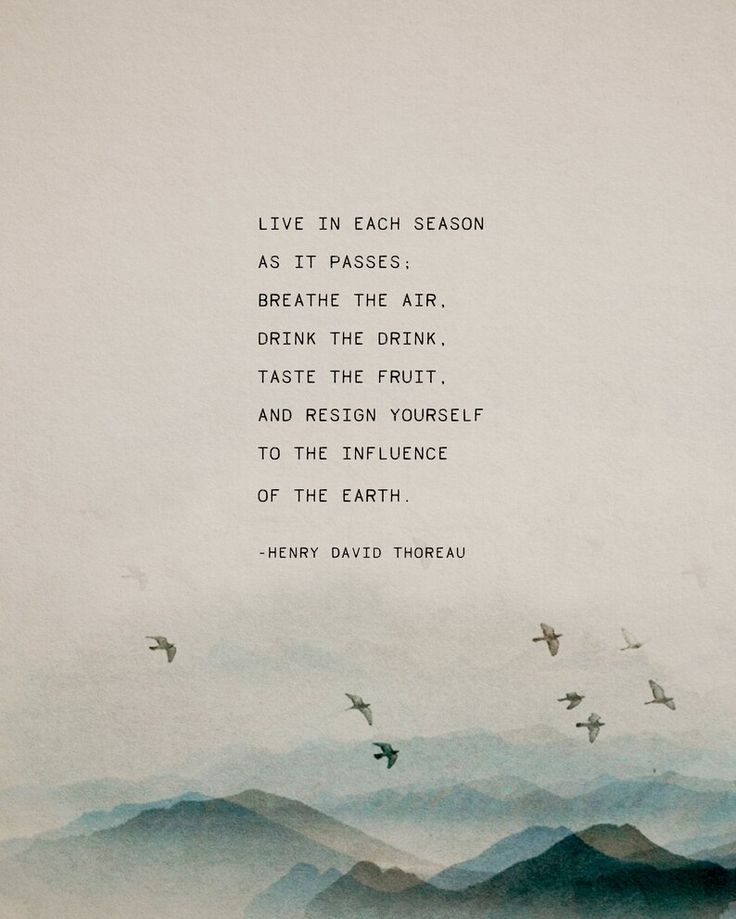 LIVE IN EACH SEASON
AS IT PASSES;
BREATHE THE AIR,
DRINK THE DRINK,
TASTE THE FRUIT,
AND RESIGN YOURSELF
TO THE INFLUENCE
OF THE EARTH.
-HENRY DAVID THOREAU